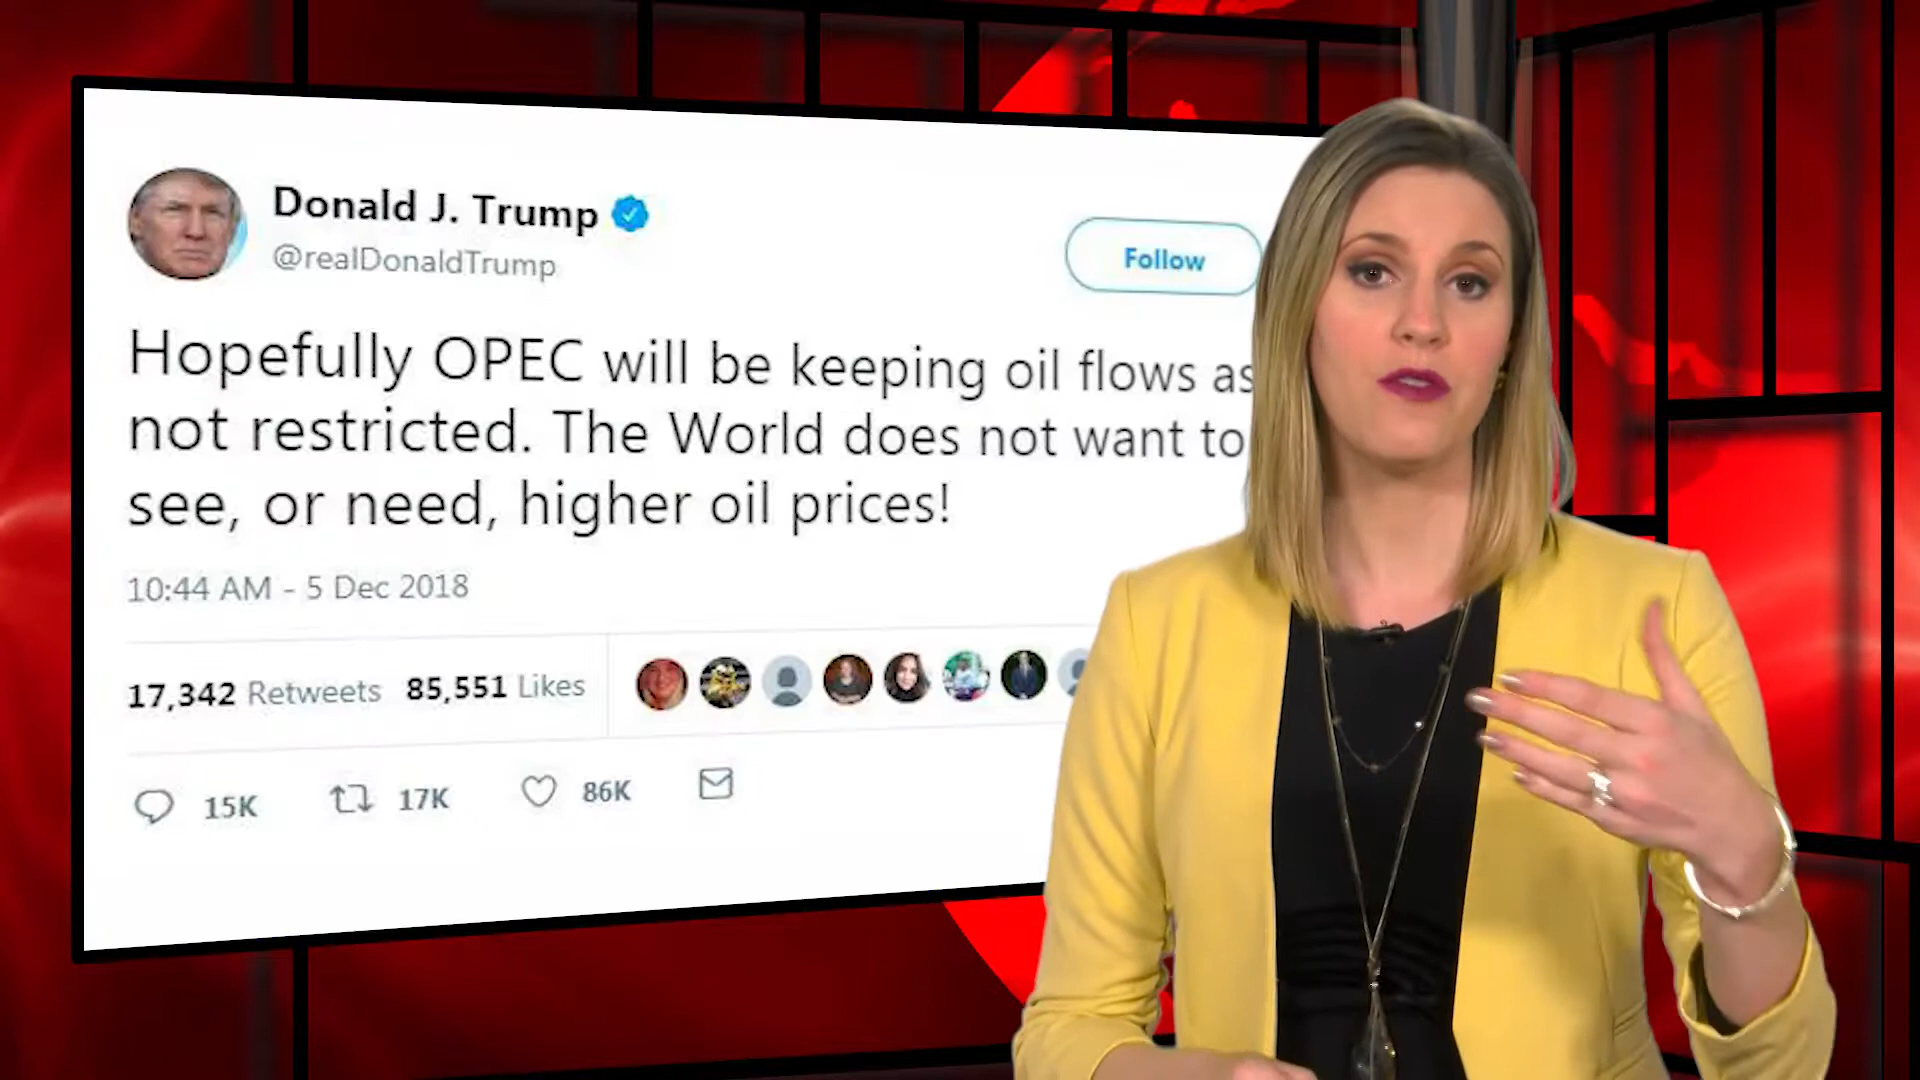 Donald J. Trump
@realDonaldTrump
Follow
Hopefully OPEC will be keeping oil flows as
not restricted. The World does not want to
see, or need, higher oil prices!
10:44 AM - 5 Dec 2018
17,342 Retweets 85,551 Likes
15K 17K 86K